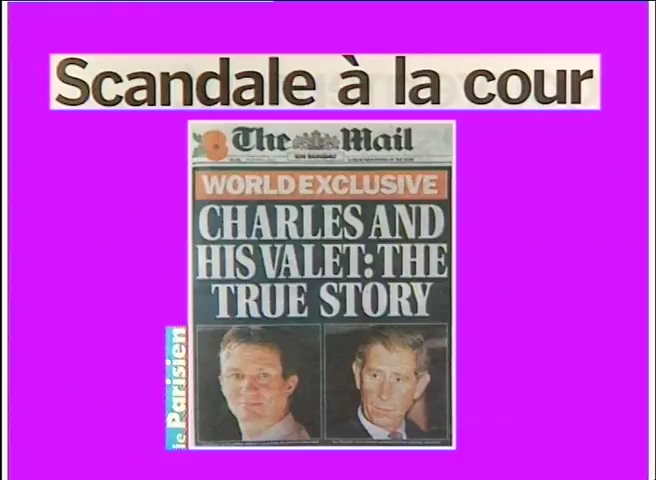 Scandale à la cour
The Mail
ON SUNDAY
WORLD EXCLUSIVE
CHARLES AND
HIS VALET: THE
TRUE STORY
le Parisien